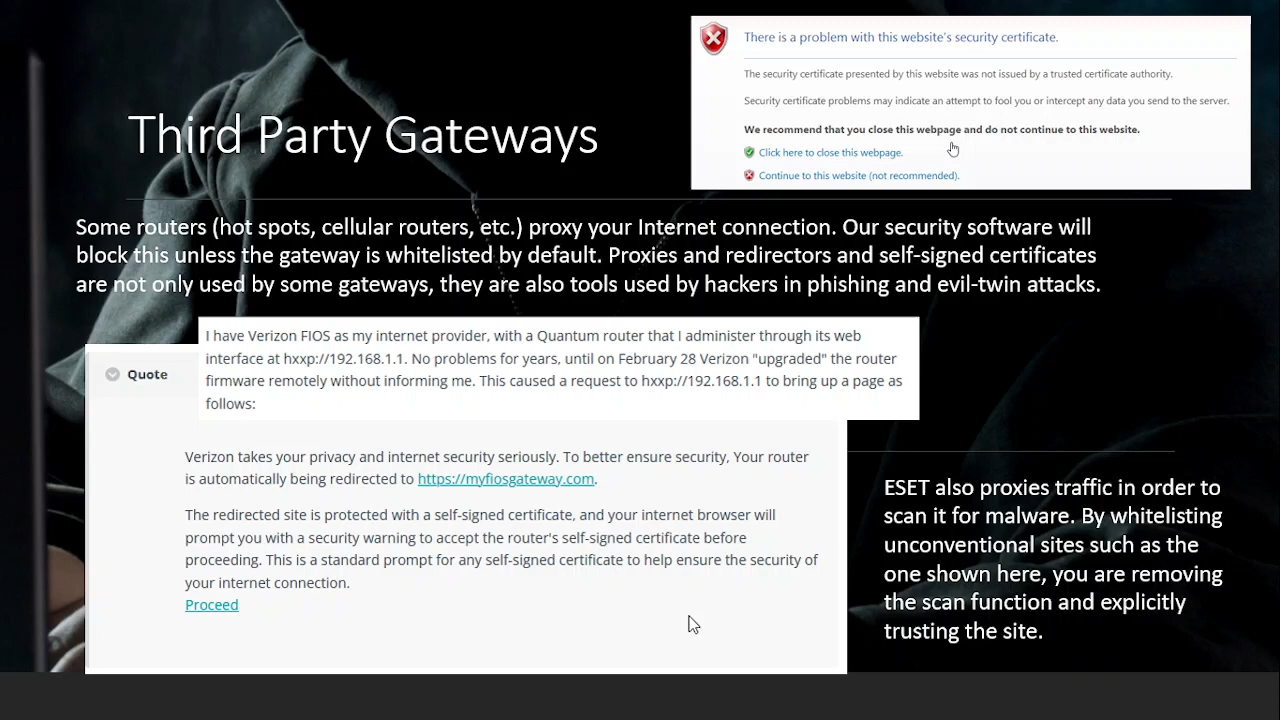 There is a problem with this website's security certificate.
The security certificate presented by this website was not issued by a trusted certificate authority.
Security certificate problems may indicate an attempt to fool you or intercept any data you send to the server.
We recommend that you close this webpage and do not continue to this website.
Click here to close this webpage.
Continue to this website (not recommended).
Third Party Gateways
Some routers (hot spots, cellular routers, etc.) proxy your Internet connection. Our security software will
block this unless the gateway is whitelisted by default. Proxies and redirectors and self-signed certificates
are not only used by some gateways, they are also tools used by hackers in phishing and evil-twin attacks.
I have Verizon FIOS as my internet provider, with a Quantum router that I administer through its web
interface at hxxp://192.168.1.1. No problems for years, until on February 28 Verizon "upgraded" the router
firmware remotely without informing me. This caused a request to hxxp://192.168.1.1 to bring up a page as
follows:
Quote
Verizon takes your privacy and internet security seriously. To better ensure security, Your router
is automatically being redirected to https://myfiosgateway.com.
The redirected site is protected with a self-signed certificate, and your internet browser will
prompt you with a security warning to accept the router's self-signed certificate before
proceeding. This is a standard prompt for any self-signed certificate to help ensure the security of
your internet connection.
Proceed
ESET also proxies traffic in order to
scan it for malware. By whitelisting
unconventional sites such as the
one shown here, you are removing
the scan function and explicitly
trusting the site.